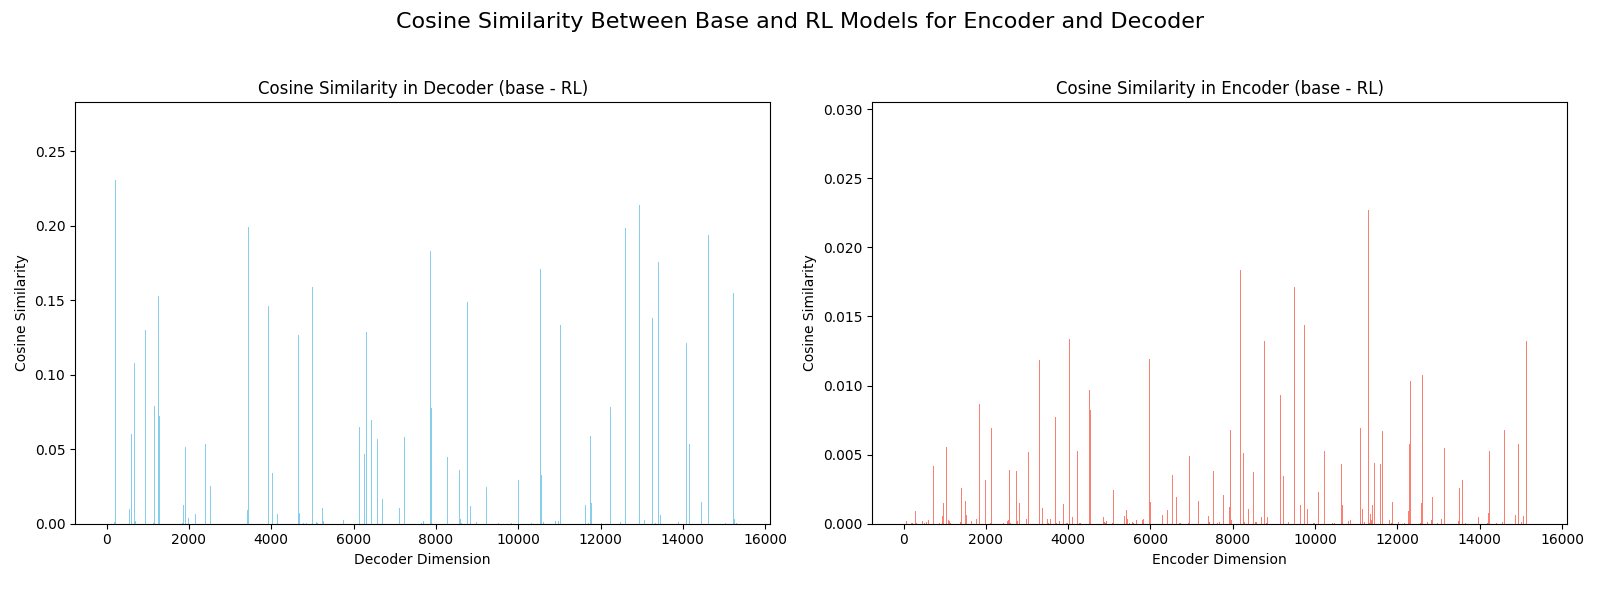 Cosine Similarity Between Base and RL Models for Encoder and Decoder
Cosine Similarity in Decoder (base - RL)
Cosine Similarity
0.25
0.20
0.15
0.10
0.05
0.00
0 2000 4000 6000 8000 10000 12000 14000 16000
Decoder Dimension
Cosine Similarity in Encoder (base - RL)
Cosine Similarity
0.030
0.025
0.020
0.015
0.010
0.005
0.000
0 2000 4000 6000 8000 10000 12000 14000 16000
Encoder Dimension